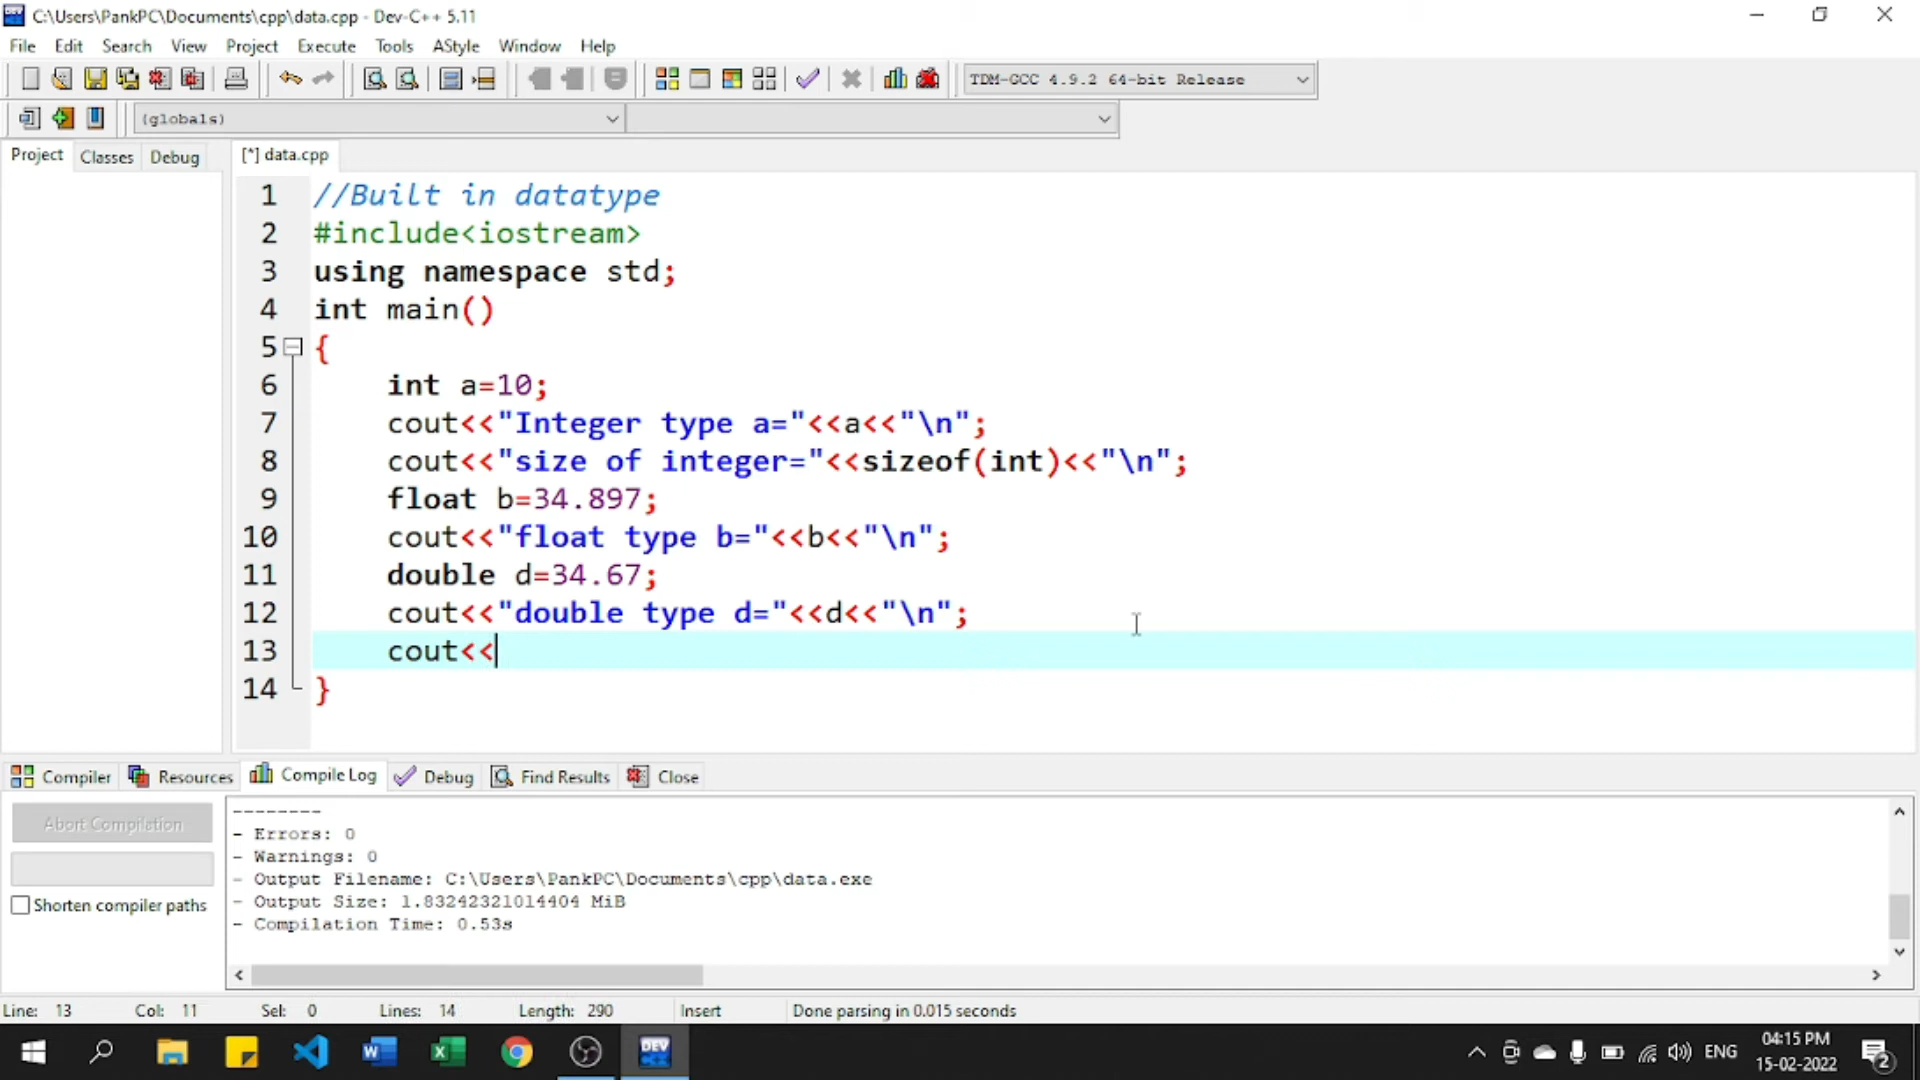 C:\Users\PankPC\Documents\cpp\data.cpp - Dev-C++ 5.11
File Edit Search View Project Execute Tools AStyle Window Help
TDM-GCC 4.9.2 64-bit Release
(globals)
Project Classes Debug [*] data.cpp
1 //Built in datatype
2 #include<iostream>
3 using namespace std;
4 int main()
5 {
6 int a=10;
7 cout<<"Integer type a="<<a<<"\n";
8 cout<<"size of integer="<<sizeof(int)<<"\n";
9 float b=34.897;
10 cout<<"float type b="<<b<<"\n";
11 double d=34.67;
12 cout<<"double type d="<<d<<"\n";
13 cout<<
14 }
Compiler Resources Compile Log Debug Find Results Close
Abort Compilation
Shorten compiler paths
--------
- Errors: 0
- Warnings: 0
- Output Filename: C:\Users\PankPC\Documents\cpp\data.exe
- Output Size: 1.83242321014404 MiB
- Compilation Time: 0.53s
Line: 13 Col: 11 Sel: 0 Lines: 14 Length: 290 Insert Done parsing in 0.015 seconds
DEV
ENG
04:15 PM
15-02-2022
2